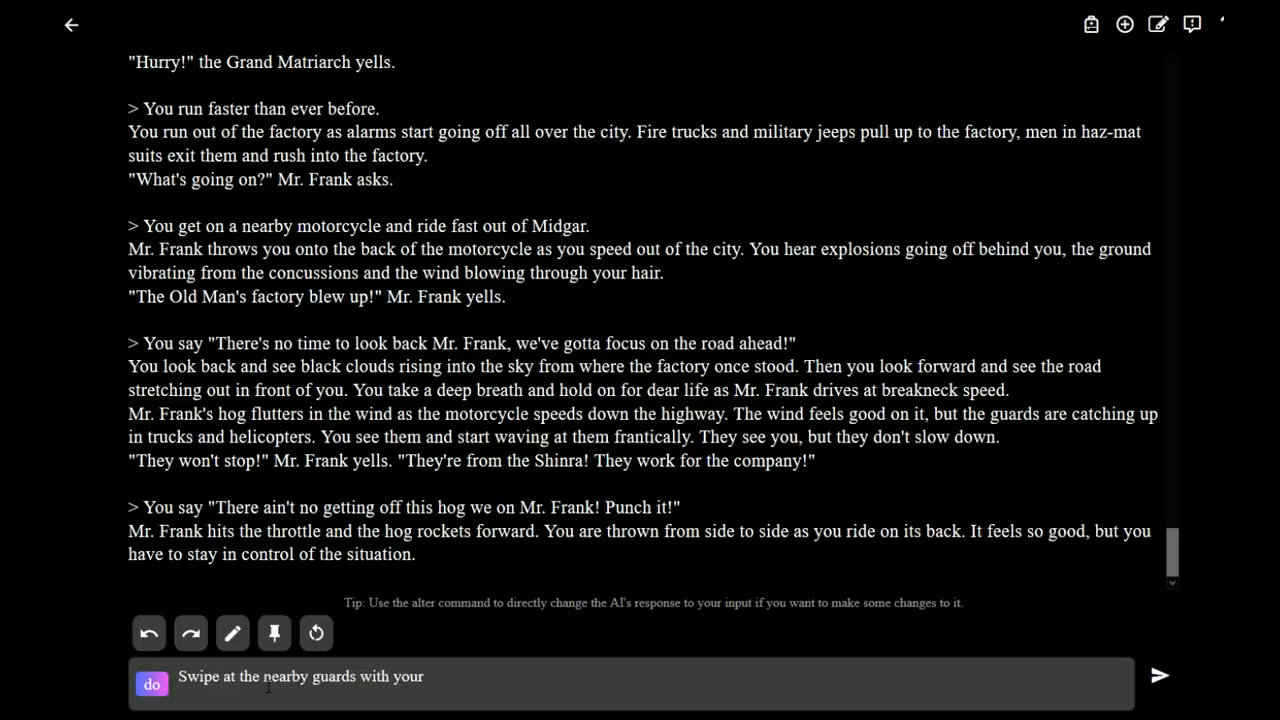 "Hurry!" the Grand Matriarch yells.
> You run faster than ever before.
You run out of the factory as alarms start going off all over the city. Fire trucks and military jeeps pull up to the factory, men in haz-mat
suits exit them and rush into the factory.
"What's going on?" Mr. Frank asks.
> You get on a nearby motorcycle and ride fast out of Midgar.
Mr. Frank throws you onto the back of the motorcycle as you speed out of the city. You hear explosions going off behind you, the ground
vibrating from the concussions and the wind blowing through your hair.
"The Old Man's factory blew up!" Mr. Frank yells.
> You say "There's no time to look back Mr. Frank, we've gotta focus on the road ahead!"
You look back and see black clouds rising into the sky from where the factory once stood. Then you look forward and see the road
stretching out in front of you. You take a deep breath and hold on for dear life as Mr. Frank drives at breakneck speed.
Mr. Frank's hog flutters in the wind as the motorcycle speeds down the highway. The wind feels good on it, but the guards are catching up
in trucks and helicopters. You see them and start waving at them frantically. They see you, but they don't slow down.
"They won't stop!" Mr. Frank yells. "They're from the Shinra! They work for the company!"
> You say "There ain't no getting off this hog we on Mr. Frank! Punch it!"
Mr. Frank hits the throttle and the hog rockets forward. You are thrown from side to side as you ride on its back. It feels so good, but you
have to stay in control of the situation.
Tip: Use the alter command to directly change the AI's response to your input if you want to make some changes to it.
do Swipe at the nearby guards with your